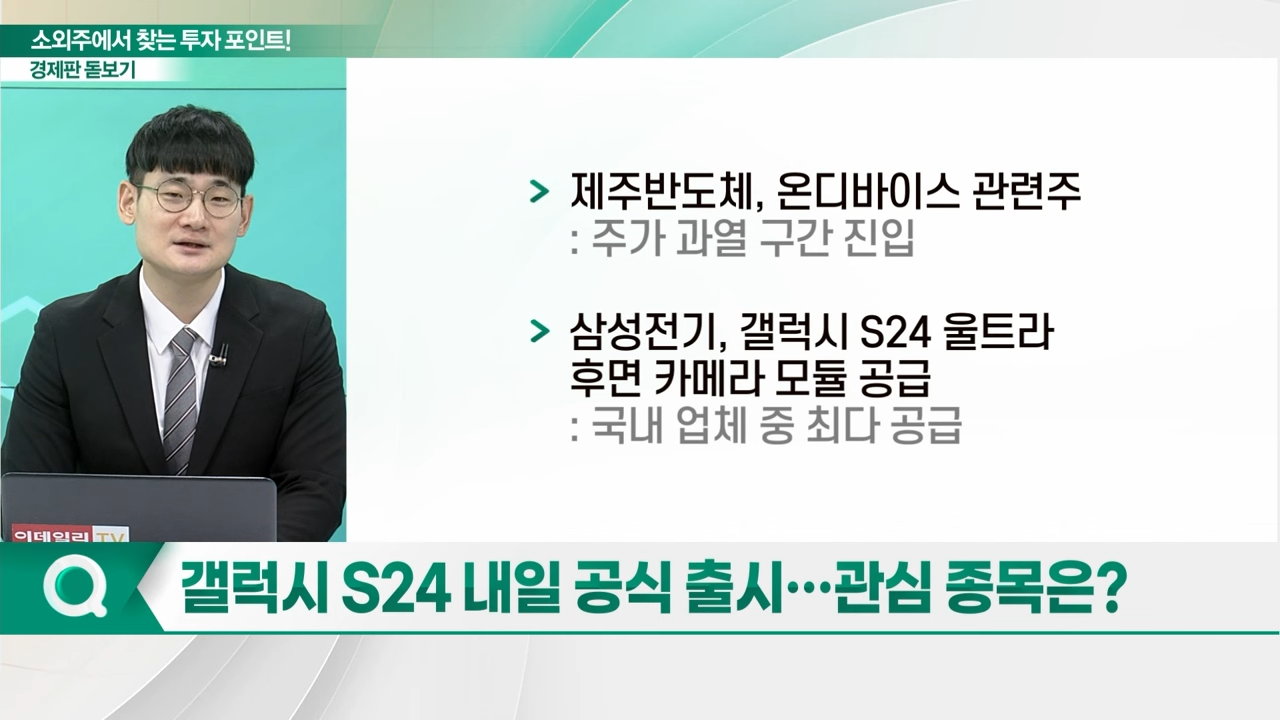 소외주에서 찾는 투자 포인트!
경제판 돋보기
> 제주반도체, 온디바이스 관련주
: 주가 과열 구간 진입
> 삼성전기, 갤럭시 S24 울트라
후면 카메라 모듈 공급
: 국내 업체 중 최다 공급
이데일리 TV
갤럭시 S24 내일 공식 출시…관심 종목은?